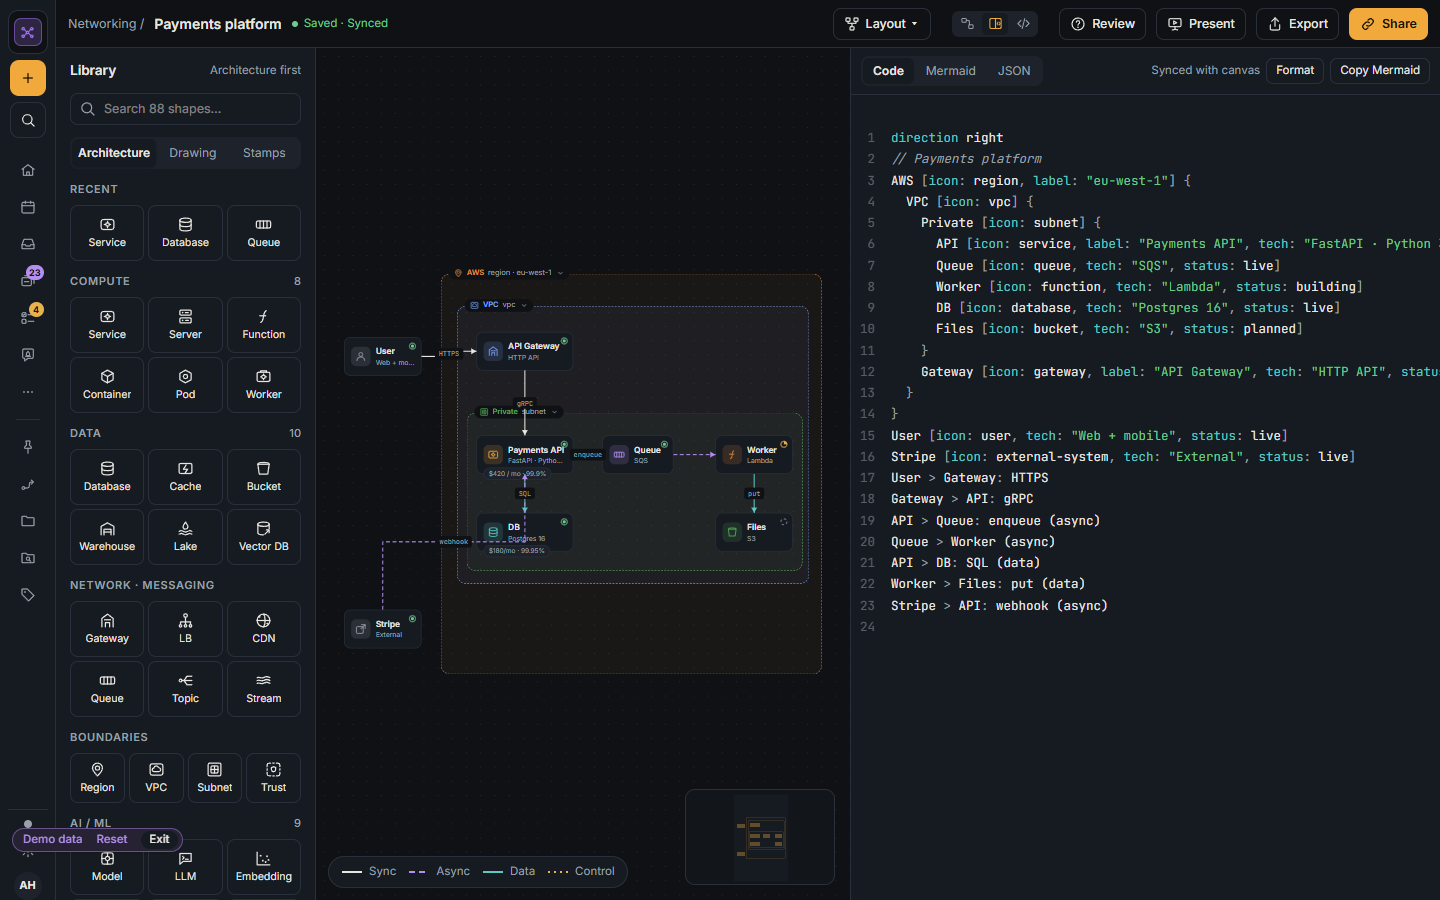 Networking / Payments platform Saved · Synced
Layout
Review
Present
Export
Share
23
4
Demo data Reset Exit
AH
Library Architecture first
Search 88 shapes...
Architecture Drawing Stamps
RECENT
Service Database Queue
COMPUTE 8
Service Server Function
Container Pod Worker
DATA 10
Database Cache Bucket
Warehouse Lake Vector DB
NETWORK · MESSAGING
Gateway LB CDN
Queue Topic Stream
BOUNDARIES
Region VPC Subnet Trust
AI / ML 9
Model LLM Embedding
AWS region · eu-west-1
VPC vpc
User
Web + mo...
HTTPS
API Gateway
HTTP API
gRPC
Private subnet
Payments API
FastAPI · Pytho...
$420 / mo · 99.9%
enqueue
Queue
SQS
Worker
Lambda
SQL
put
DB
Postgres 16
$180/mo · 99.95%
Files
S3
webhook
Stripe
External
Sync Async Data Control
Code Mermaid JSON
Synced with canvas Format Copy Mermaid
1 direction right
2 // Payments platform
3 AWS [icon: region, label: "eu-west-1"] {
4 VPC [icon: vpc] {
5 Private [icon: subnet] {
6 API [icon: service, label: "Payments API", tech: "FastAPI · Python
7 Queue [icon: queue, tech: "SQS", status: live]
8 Worker [icon: function, tech: "Lambda", status: building]
9 DB [icon: database, tech: "Postgres 16", status: live]
10 Files [icon: bucket, tech: "S3", status: planned]
11 }
12 Gateway [icon: gateway, label: "API Gateway", tech: "HTTP API", statu
13 }
14 }
15 User [icon: user, tech: "Web + mobile", status: live]
16 Stripe [icon: external-system, tech: "External", status: live]
17 User > Gateway: HTTPS
18 Gateway > API: gRPC
19 API > Queue: enqueue (async)
20 Queue > Worker (async)
21 API > DB: SQL (data)
22 Worker > Files: put (data)
23 Stripe > API: webhook (async)
24